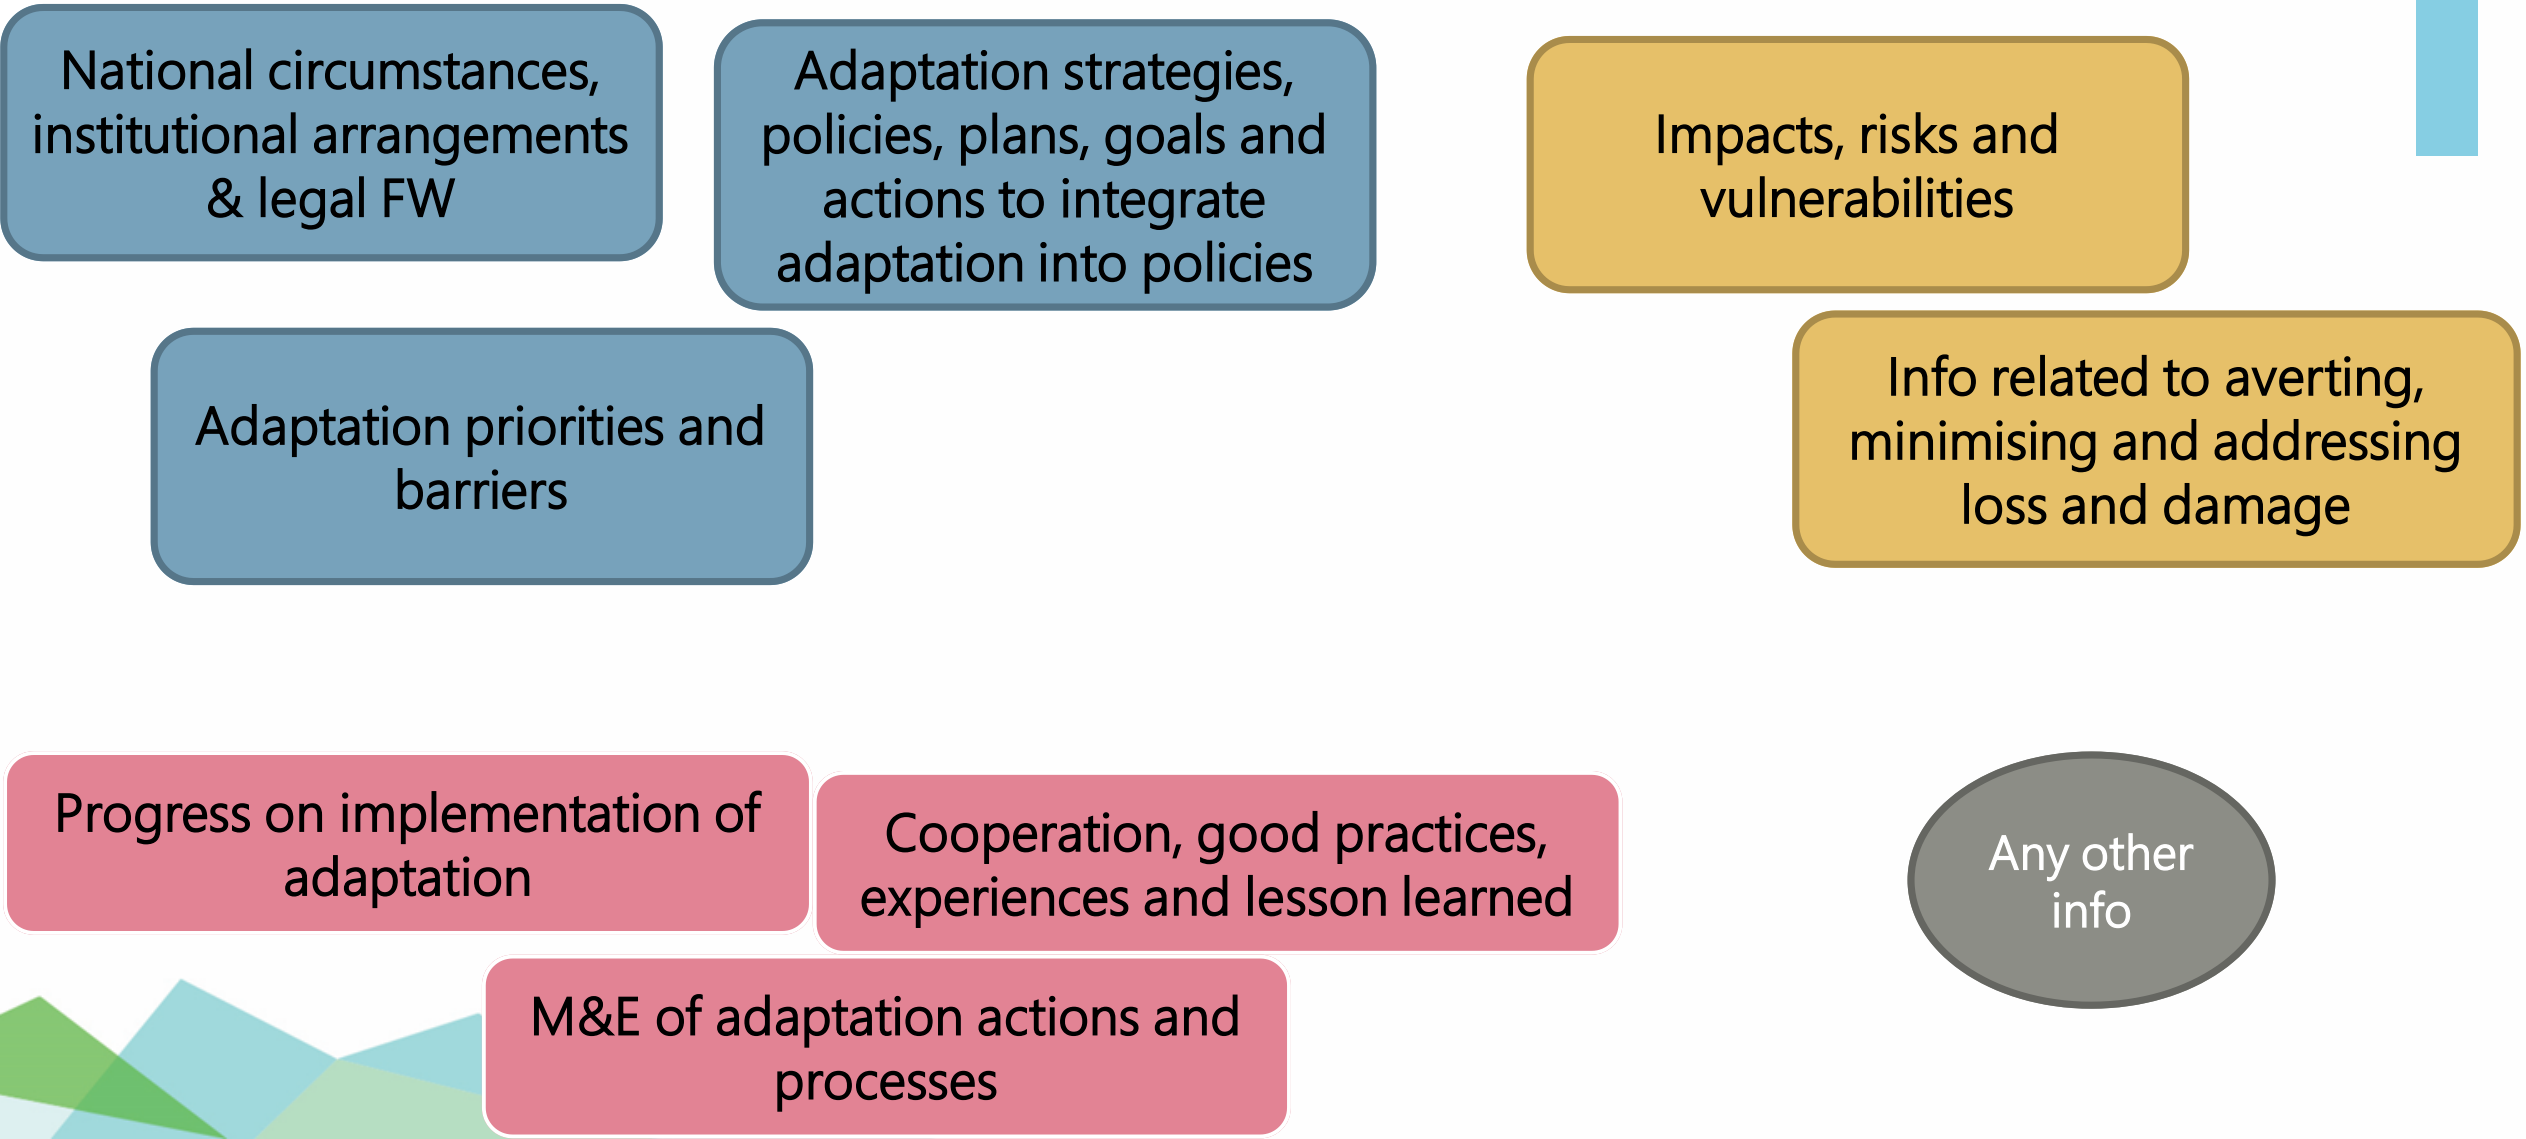 National circumstances,
institutional arrangements
& legal FW
Adaptation strategies,
policies, plans, goals and
actions to integrate
adaptation into policies
Impacts, risks and
vulnerabilities
Adaptation priorities and
barriers
Info related to averting,
minimising and addressing
loss and damage
Progress on implementation of
adaptation
Cooperation, good practices,
experiences and lesson learned
M&E of adaptation actions and
processes
Any other
info